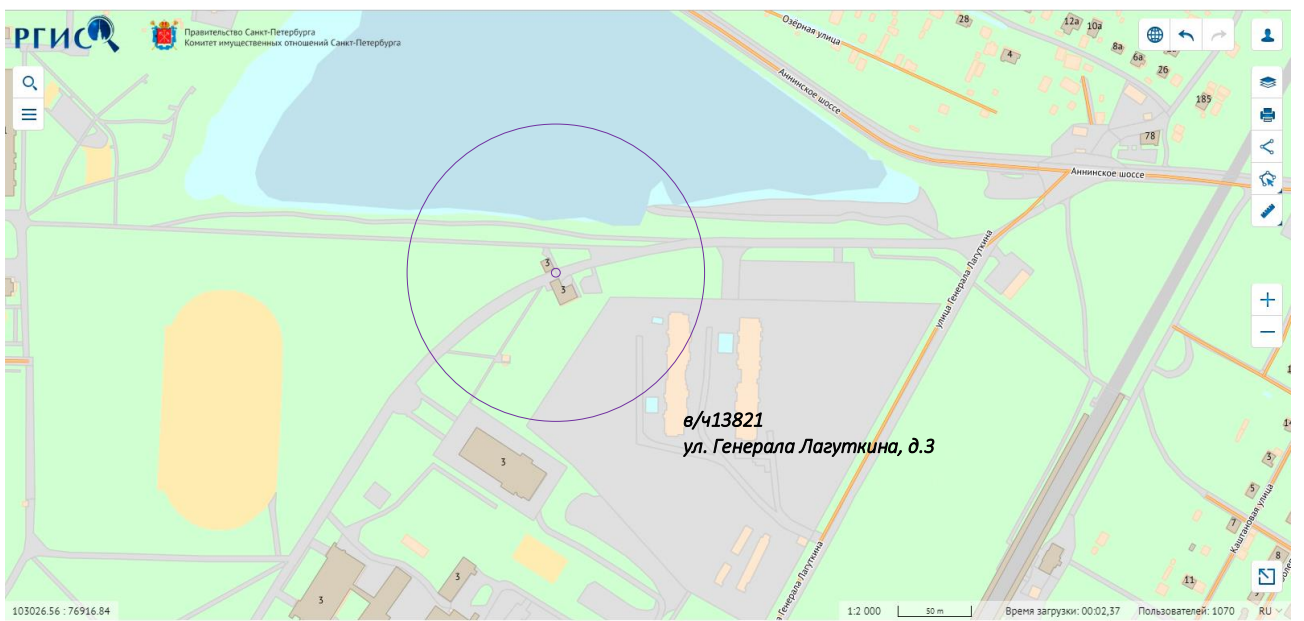 РГИС
Правительство Санкт-Петербурга
Комитет имущественных отношений Санкт-Петербурга
Озёрная улица
28
12а
10а
8а
6а
26
4
185
78
Аннинское шоссе
Аннинское шоссе
3
3
улица Генерала Лагуткина
в/ч13821
ул. Генерала Лагуткина, д.3
3
3
3
3
5
7
8
11
14
Каштановая улица
Генерала Лагуткина
103026.56 : 76916.84
1:2 000
50 m
Время загрузки: 00:02,37
Пользователей: 1070
RU